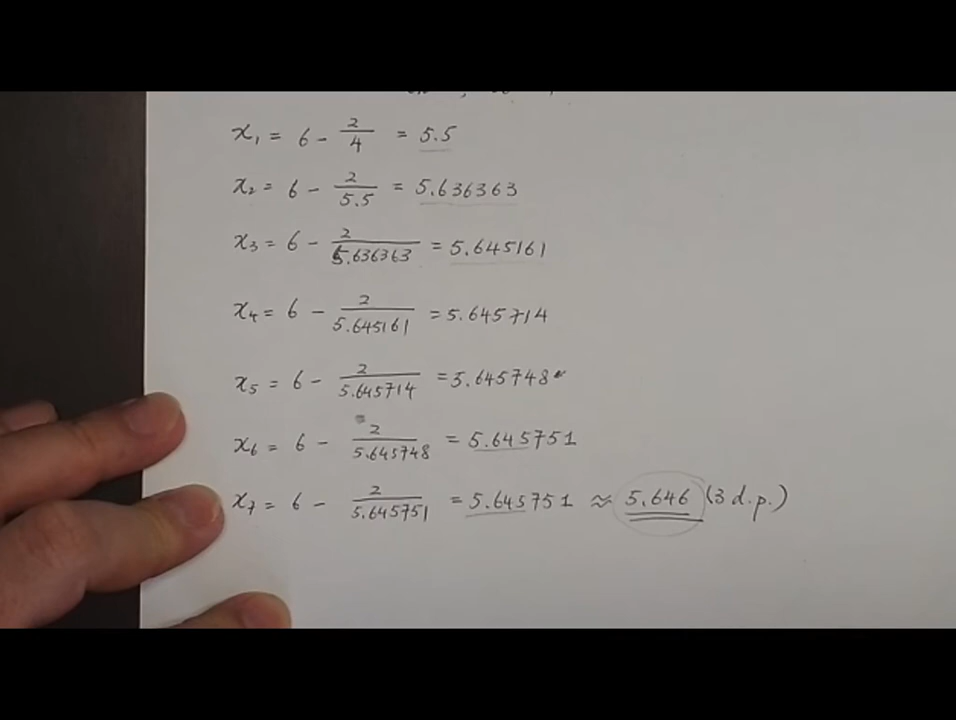 x₁ = 6 - 2/4 = 5.5
x₂ = 6 - 2/5.5 = 5.636363
x₃ = 6 - 2/5.636363 = 5.645161
x₄ = 6 - 2/5.645161 = 5.645714
x₅ = 6 - 2/5.645714 = 5.645748
x₆ = 6 - 2/5.645748 = 5.645751
x₇ = 6 - 2/5.645751 = 5.645751 ≈ 5.646 (3 d.p.)